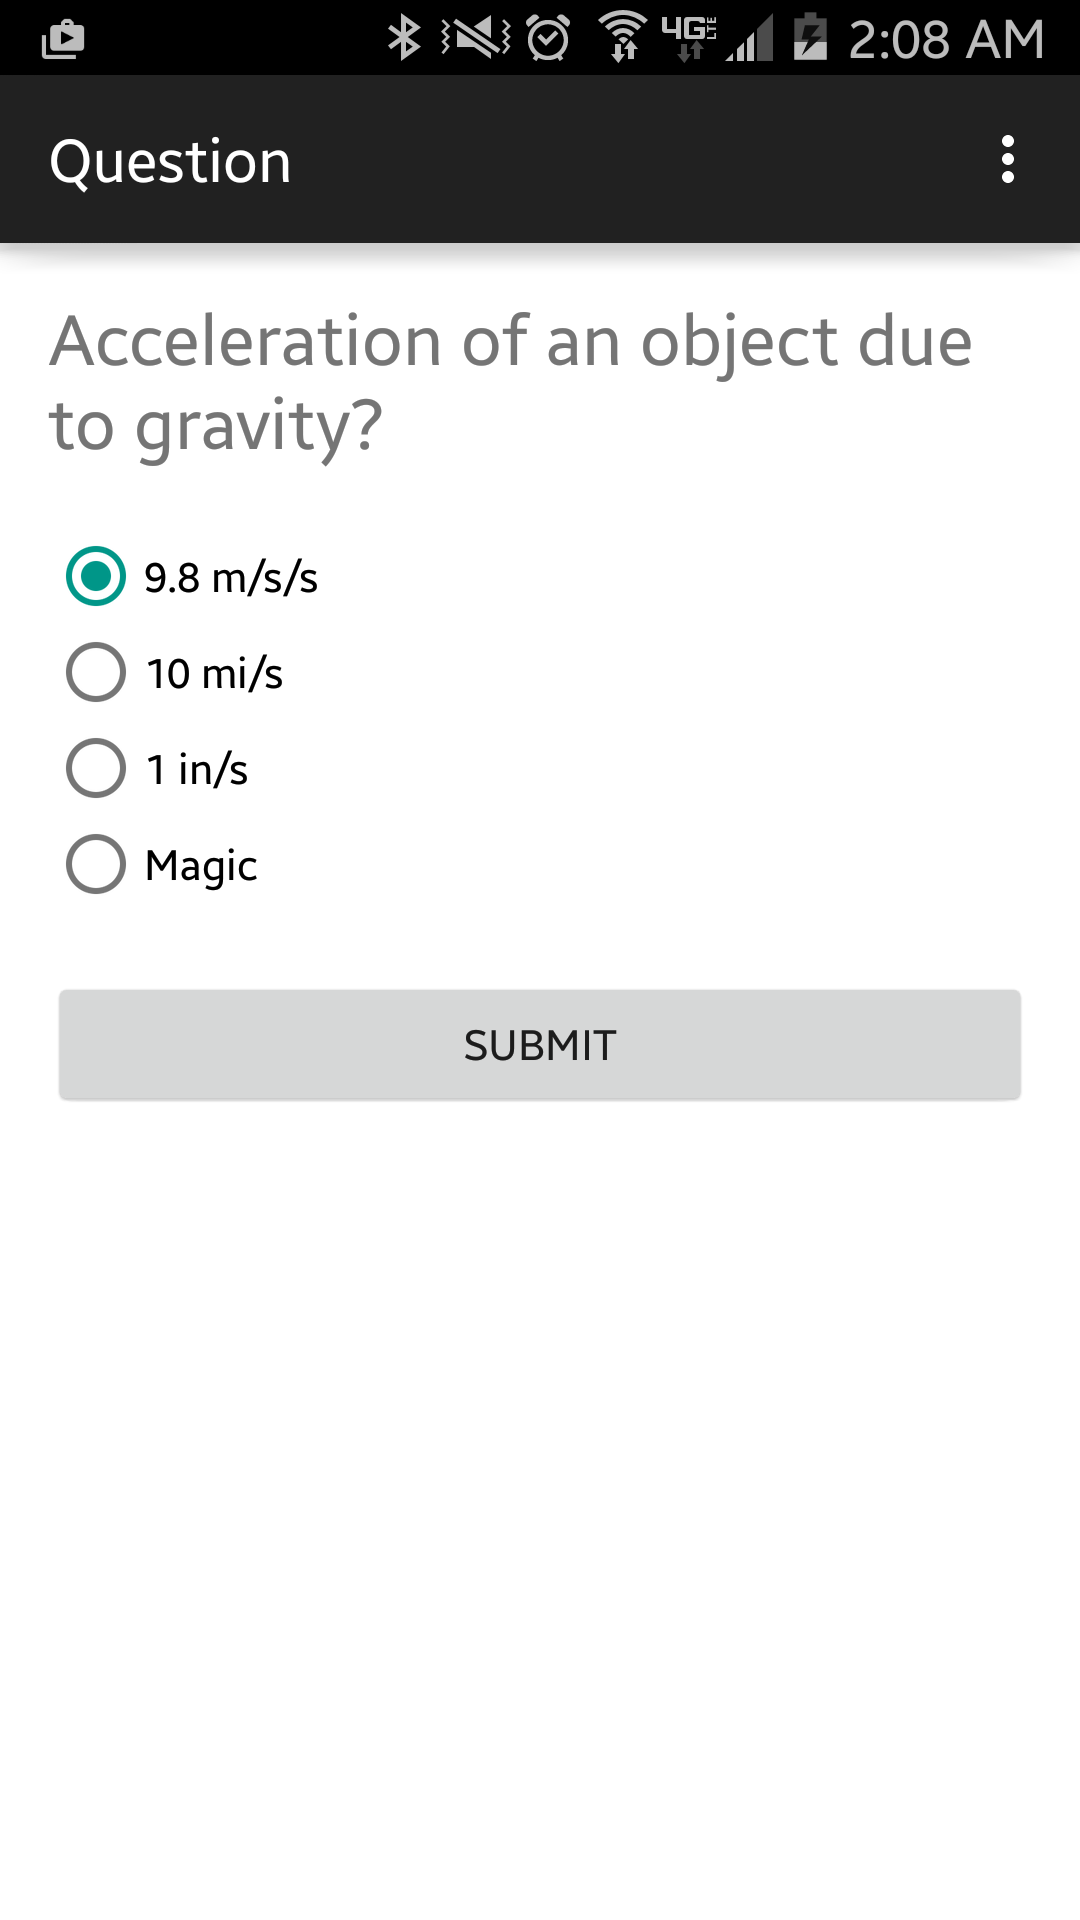 4G LTE 2:08 AM
Question
Acceleration of an object due
to gravity?
9.8 m/s/s
10 mi/s
1 in/s
Magic
SUBMIT